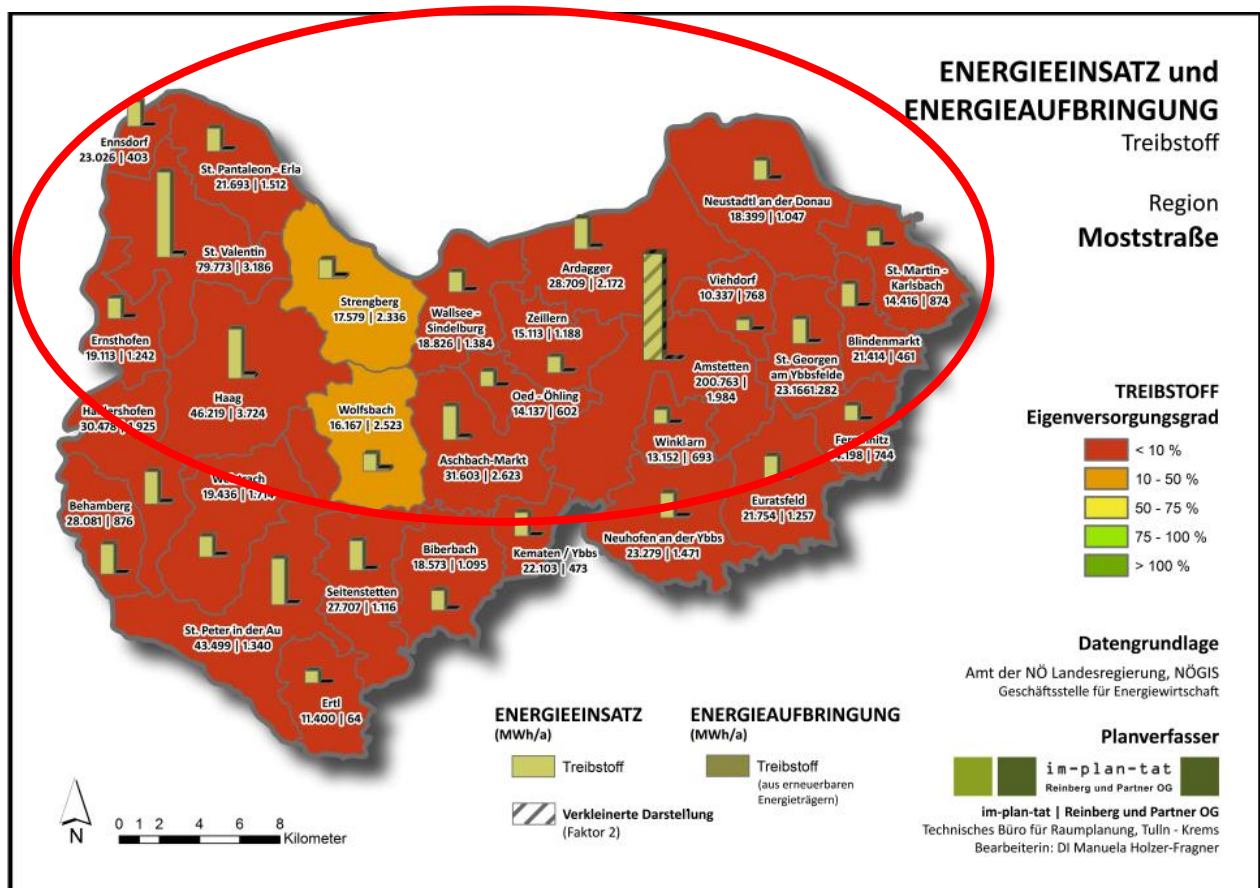 ENERGIEEINSATZ und
ENERGIEAUFBRINGUNG
Treibstoff
Region
Moststraße
Ennsdorf
23.026 | 403
St. Pantaleon - Erla
21.693 | 1.512
St. Valentin
79.773 | 3.186
Ernsthofen
19.113 | 1.242
Haag
46.219 | 3.724
30.478 |
Strengberg
17.579 | 2.336
Wolfsbach
16.167 | 2.523
Wallsee -
Sindelburg
18.826 | 1.384
Zeillern
15.113 | 1.188
Ardagger
28.709 | 2.172
Oed - Öhling
14.137 | 602
Aschbach-Markt
31.603 | 2.623
Neustadtl an der Donau
18.399 | 1.047
Viehdorf
10.337 | 768
St. Martin -
Karlsbach
14.416 | 874
Blindenmarkt
21.414 | 461
Amstetten
200.763 |
1.984
St. Georgen
am Ybbsfelde
23.1661.282
Winklarn
13.152 | 693
| 744
Euratsfeld
21.754 | 1.257
Neuhofen an der Ybbs
23.279 | 1.471
Kematen / Ybbs
22.103 | 473
Biberbach
18.573 | 1.095
Seitenstetten
27.707 | 1.116
19.436 |
Behamberg
28.081 | 876
St. Peter in der Au
43.499 | 1.340
Ertl
11.400 | 64
TREIBSTOFF
Eigenversorgungsgrad
< 10 %
10 - 50 %
50 - 75 %
75 - 100 %
> 100 %
Datengrundlage
Amt der NÖ Landesregierung, NÖGIS
Geschäftsstelle für Energiewirtschaft
Planverfasser
im-plan-tat
Reinberg und Partner OG
im-plan-tat | Reinberg und Partner OG
Technisches Büro für Raumplanung, Tulln - Krems
Bearbeiterin: DI Manuela Holzer-Fragner
ENERGIEEINSATZ
(MWh/a)
Treibstoff
Verkleinerte Darstellung
(Faktor 2)
ENERGIEAUFBRINGUNG
(MWh/a)
Treibstoff
(aus erneuerbaren
Energieträgern)
N
0 1 2 4 6 8
Kilometer